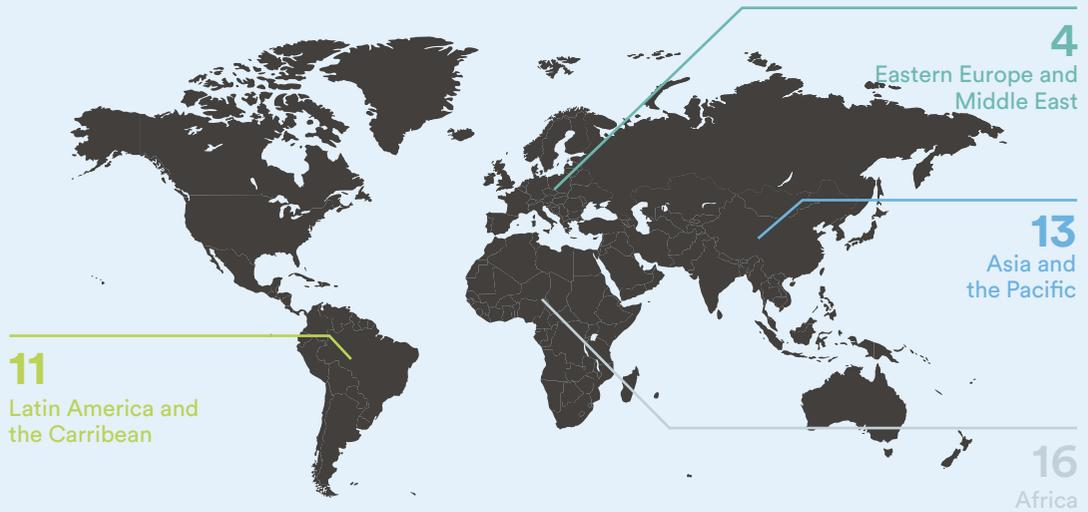 4
Eastern Europe and
Middle East
13
Asia and
the Pacific
11
Latin America and
the Carribean
16
Africa